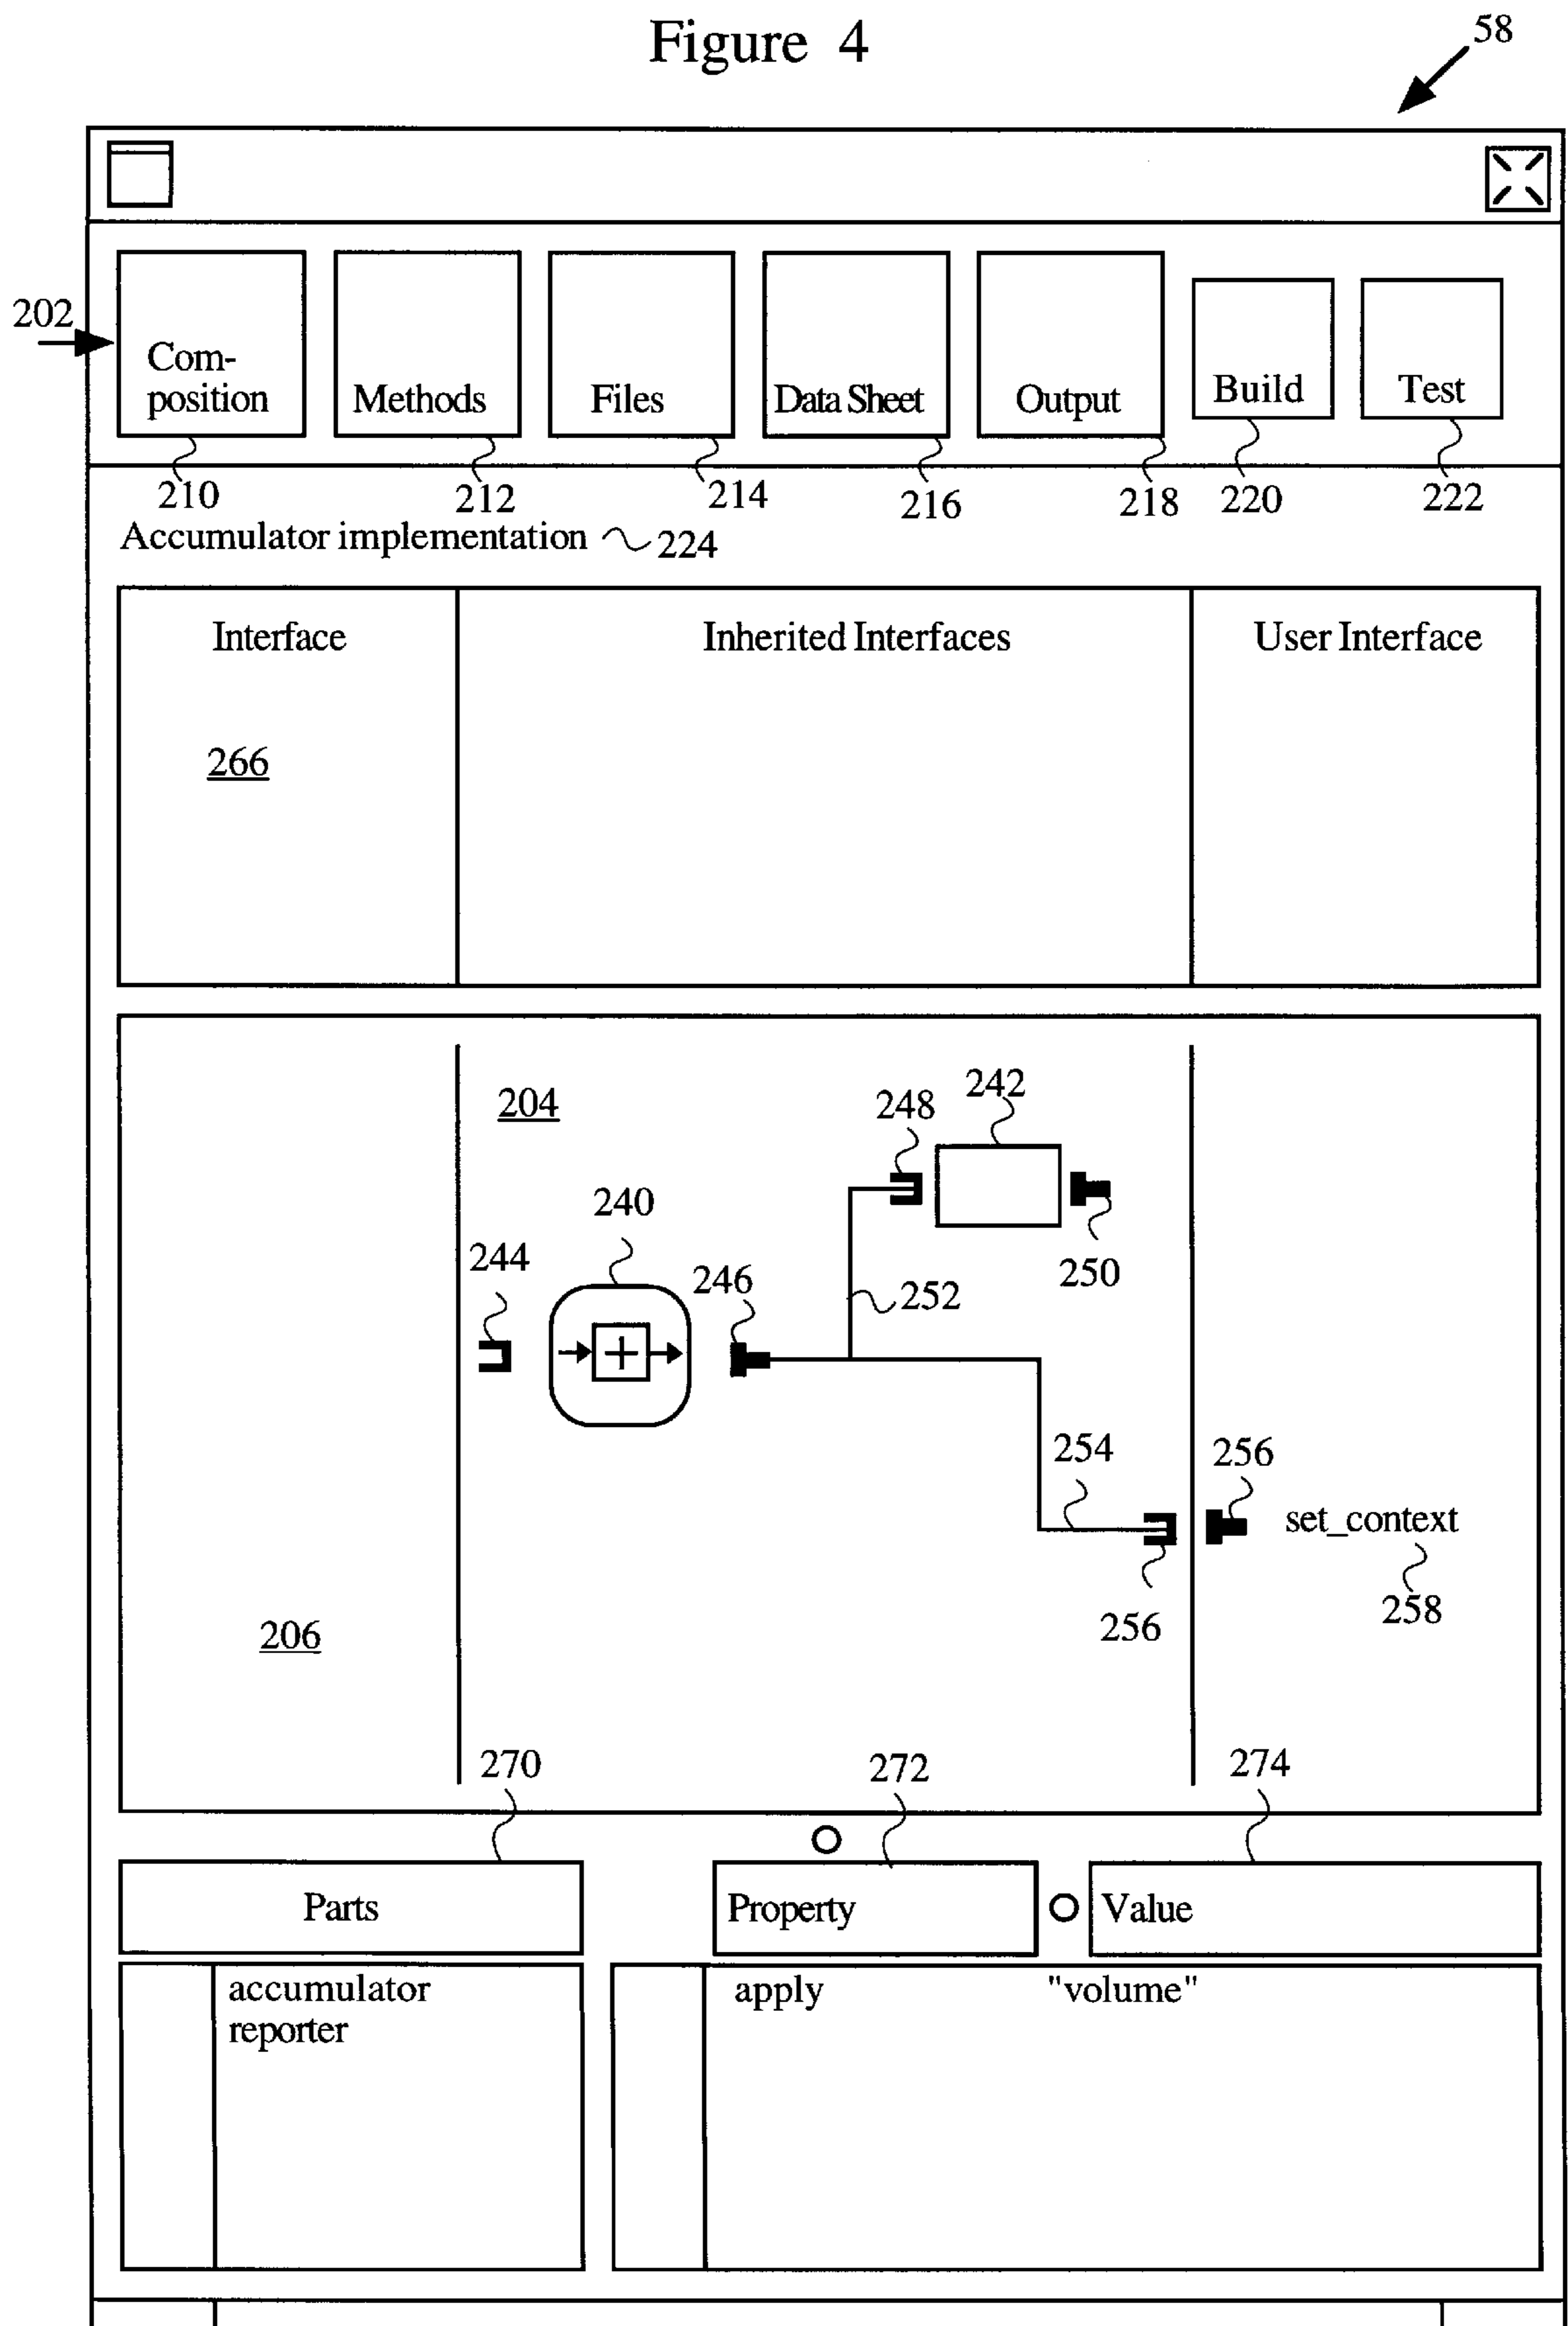 Figure 4
58
202
Com-
position
Methods
Files
Data Sheet
Output
Build
Test
210
212
214
216
218
220
222
Accumulator implementation 224
Interface
Inherited Interfaces
User Interface
266
204
248
242
240
244
246
252
250
254
256
set_context
256
258
206
270
272
274
Parts
Property
Value
accumulator
reporter
apply
"volume"